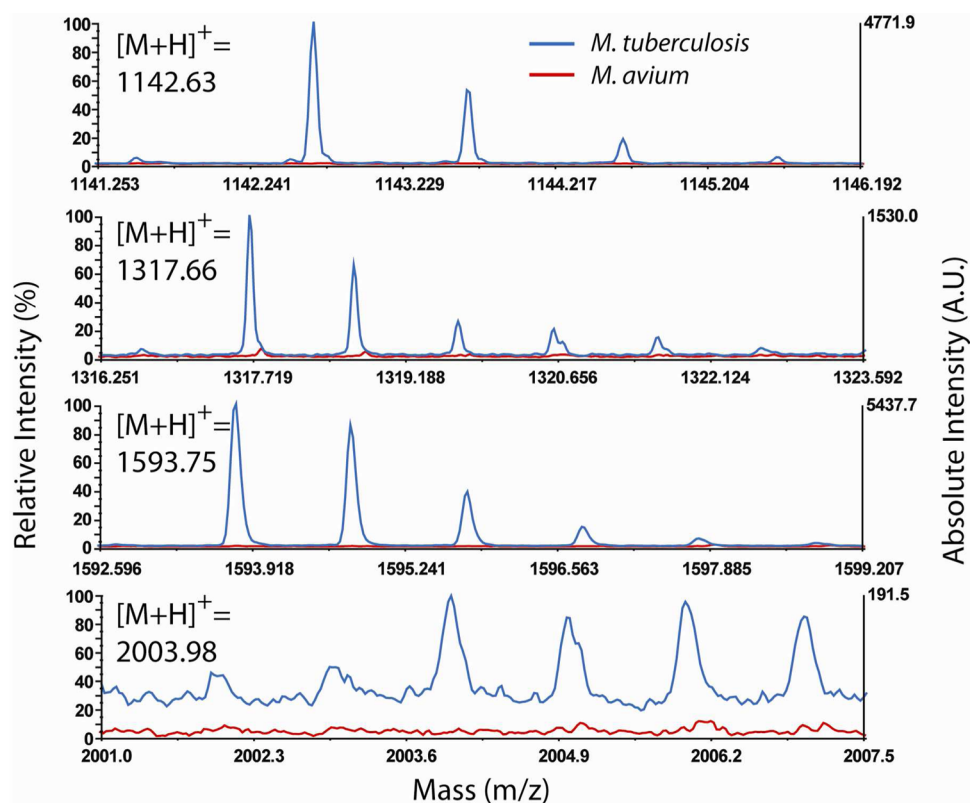 [M+H]+=
1142.63
M. tuberculosis
M. avium
100
80
60
40
20
0
4771.9
1141.253 1142.241 1143.229 1144.217 1145.204 1146.192
[M+H]+=
1317.66
100
80
60
40
20
0
1530.0
1316.251 1317.719 1319.188 1320.656 1322.124 1323.592
[M+H]+=
1593.75
100
80
60
40
20
0
5437.7
1592.596 1593.918 1595.241 1596.563 1597.885 1599.207
[M+H]+=
2003.98
100
80
60
40
20
0
191.5
2001.0 2002.3 2003.6 2004.9 2006.2 2007.5
Relative Intensity (%)
Absolute Intensity (A.U.)
Mass (m/z)